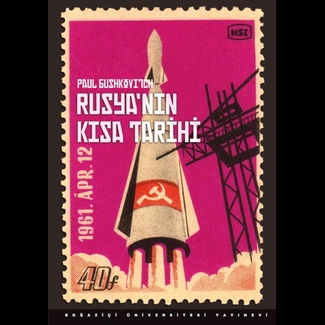 MSZ
PAUL BUSHKOVITCH
RUSYA'NIN
KISA TARİHİ
1961. ÁPR. 12
40f
BOĞAZİÇİ ÜNİVERSİTESİ YAYINEVİ